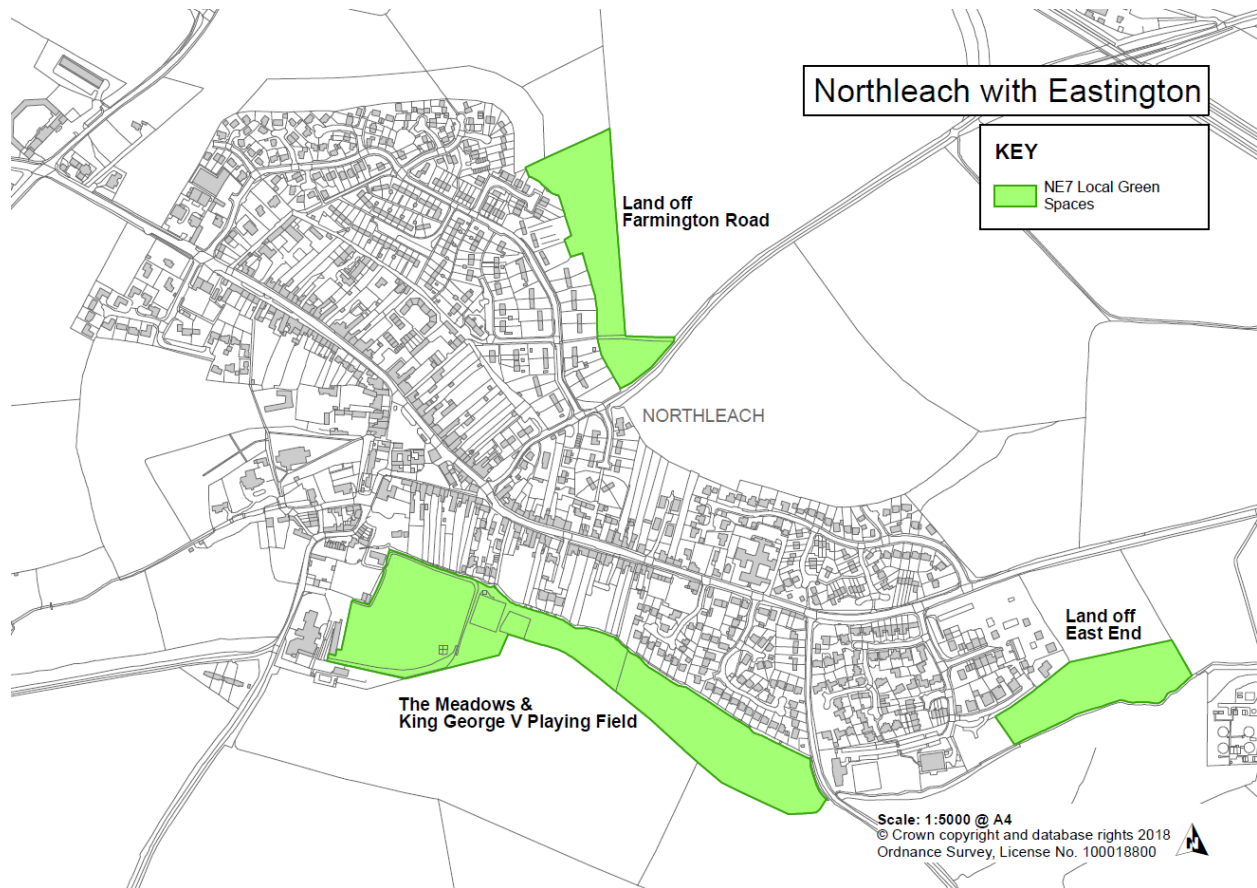 Northleach with Eastington
KEY
NE7 Local Green
Spaces
Land off
Farmington Road
NORTHLEACH
Land off
East End
The Meadows &
King George V Playing Field
Scale: 1:5000 @ A4
© Crown copyright and database rights 2018
Ordnance Survey, License No. 100018800
N